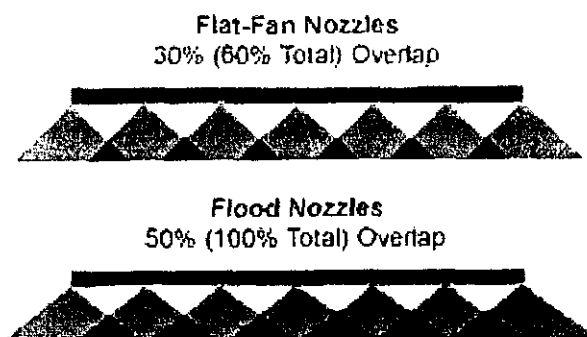 Flat-Fan Nozzles
30% (60% Total) Overlap
Flood Nozzles
50% (100% Total) Overlap